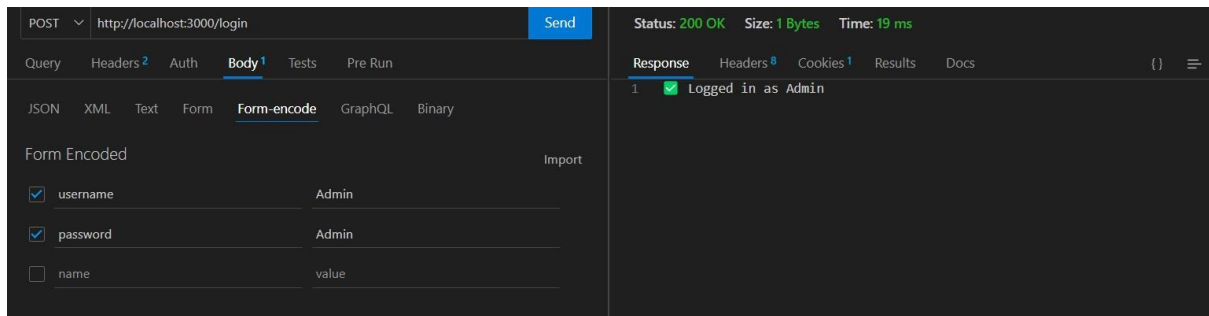 POST http://localhost:3000/login Send
Query Headers 2 Auth Body 1 Tests Pre Run
JSON XML Text Form Form-encode GraphQL Binary
Form Encoded Import
username Admin
password Admin
name value
Status: 200 OK Size: 1 Bytes Time: 19 ms
Response Headers 8 Cookies 1 Results Docs {}
1 ✅ Logged in as Admin